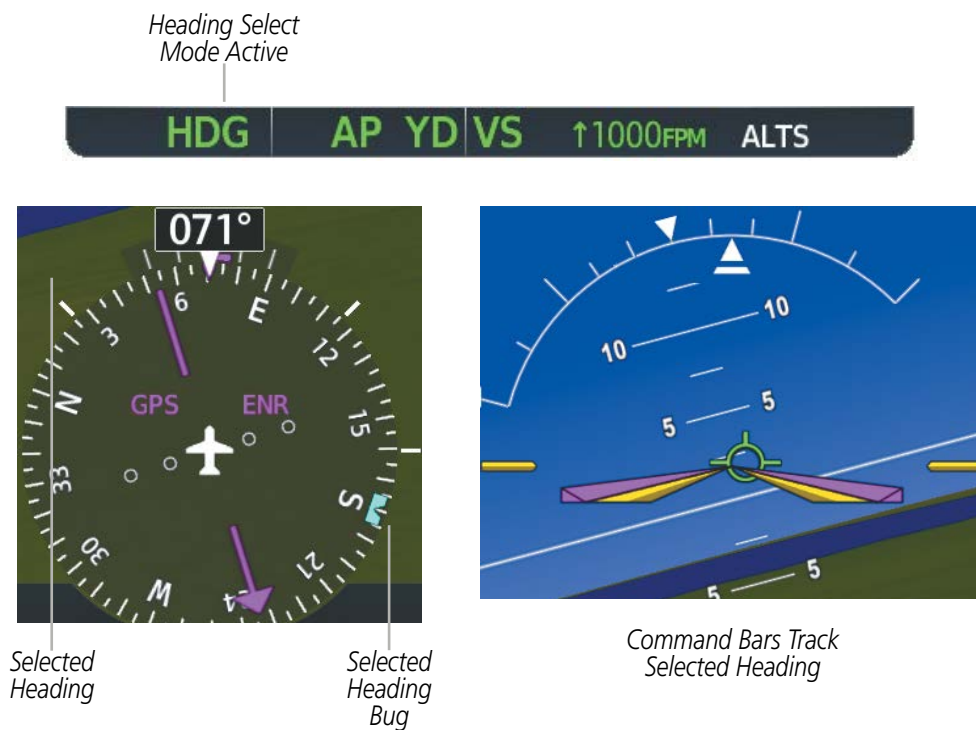 Heading Select
Mode Active
HDG AP YD VS ↑1000FPM ALTS
071°
3 6 E 12
GPS ENR
N 15
33 S
30 W 24 21
10 10
5 5
5 5
Selected
Heading
Selected
Heading
Bug
Command Bars Track
Selected Heading